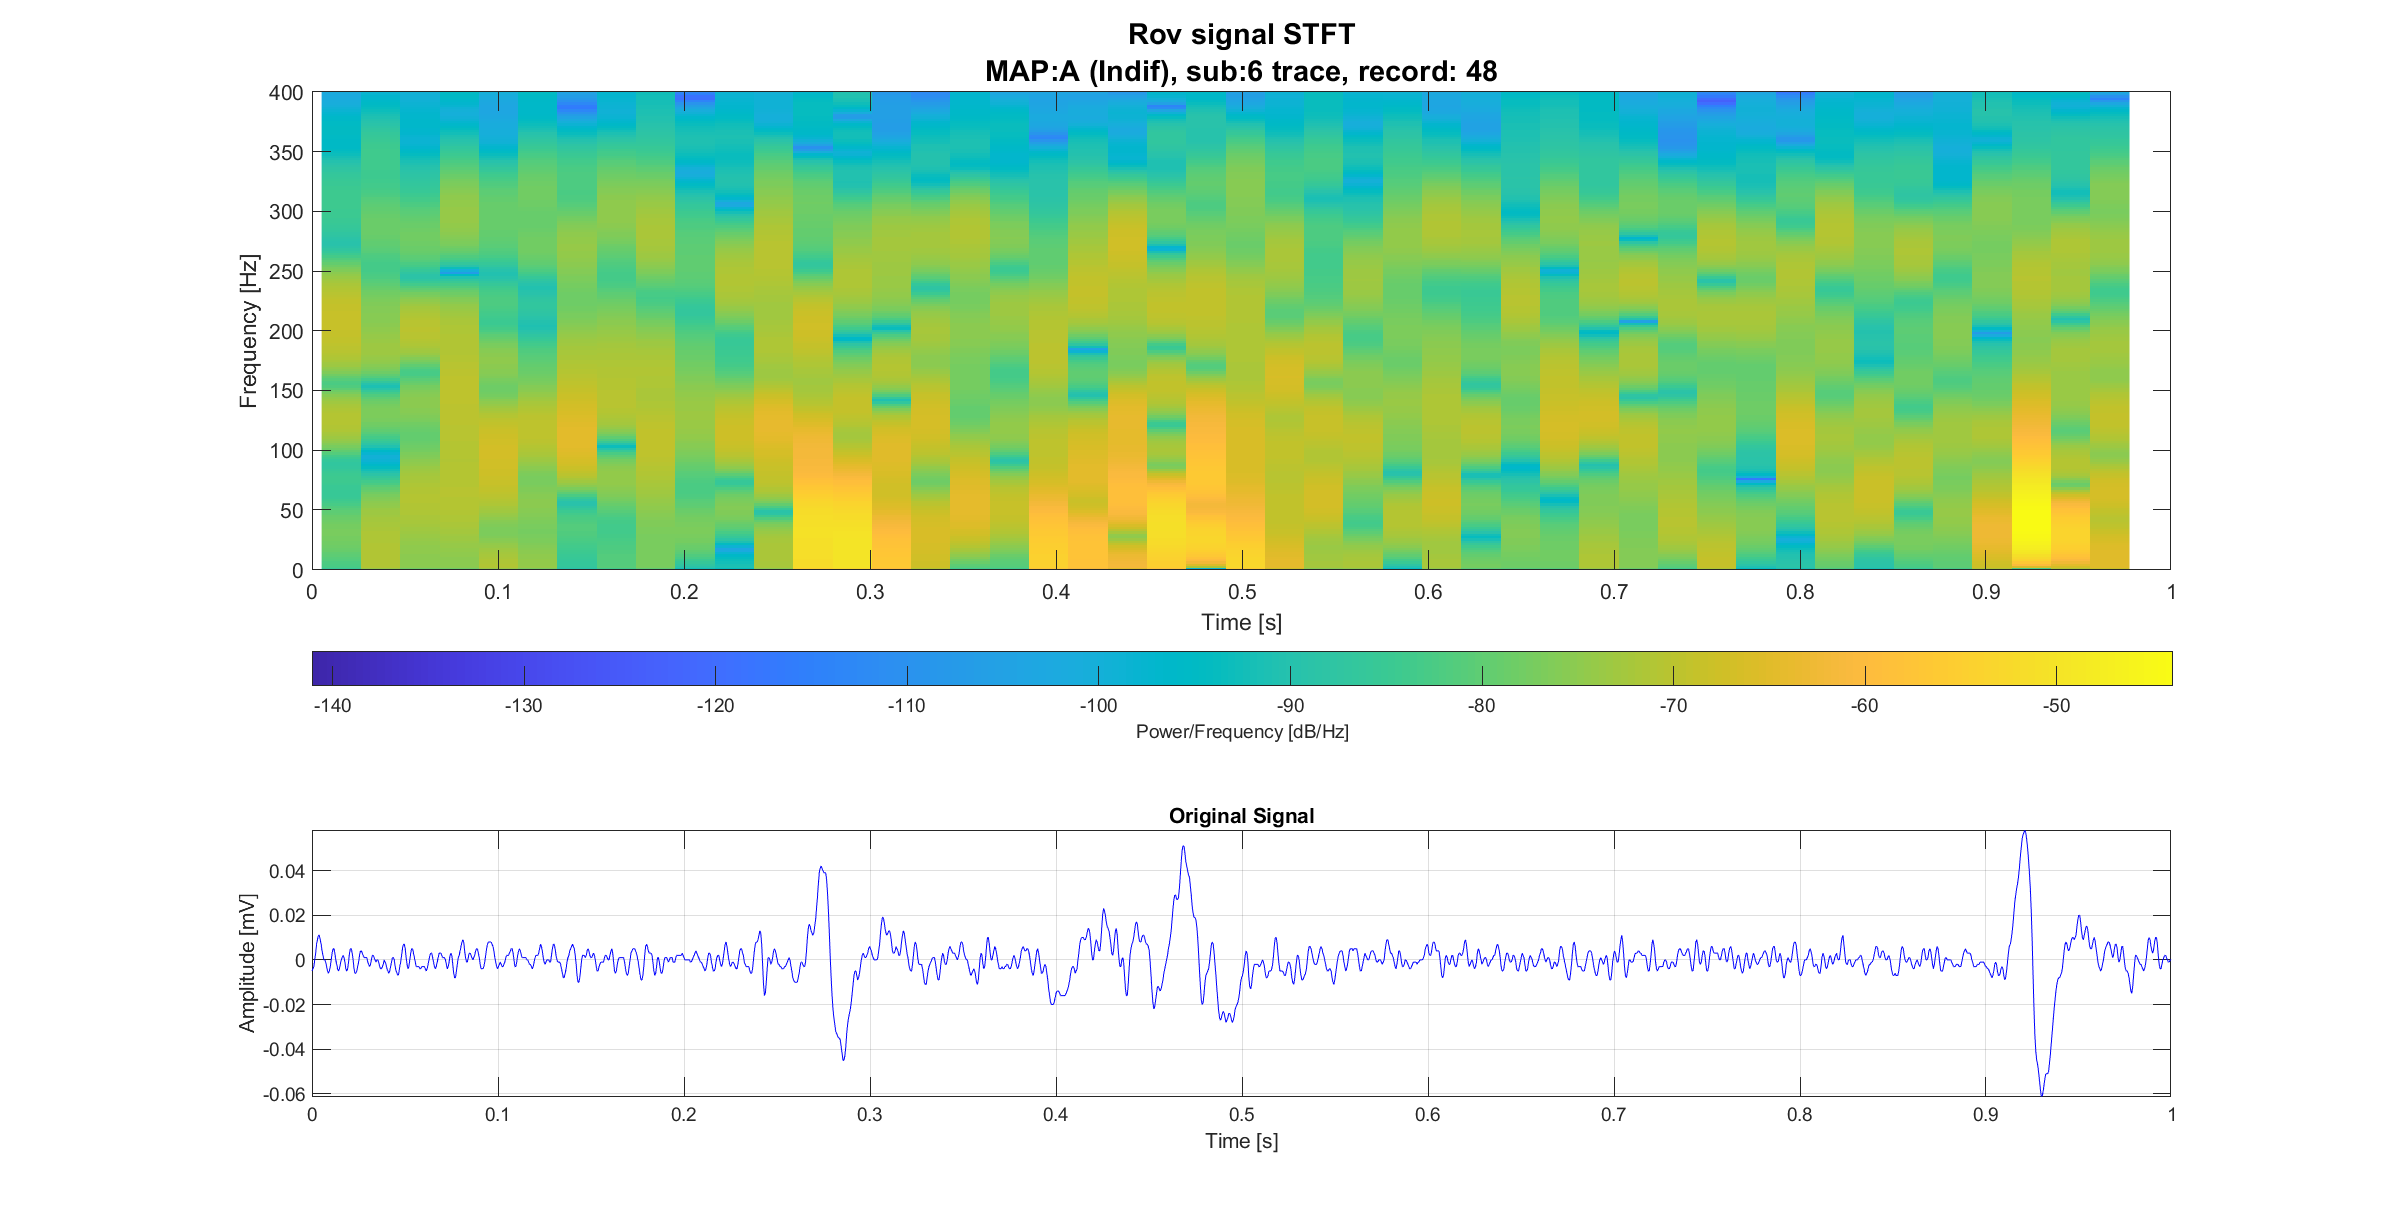 Rov signal STFT
MAP:A (Indif), sub:6 trace, record: 48
400
350
300
250
200
150
100
50
0
Frequency [Hz]
0 0.1 0.2 0.3 0.4 0.5 0.6 0.7 0.8 0.9 1
Time [s]
-140 -130 -120 -110 -100 -90 -80 -70 -60 -50
Power/Frequency [dB/Hz]
Original Signal
0.04
0.02
0
-0.02
-0.04
-0.06
Amplitude [mV]
0 0.1 0.2 0.3 0.4 0.5 0.6 0.7 0.8 0.9 1
Time [s]